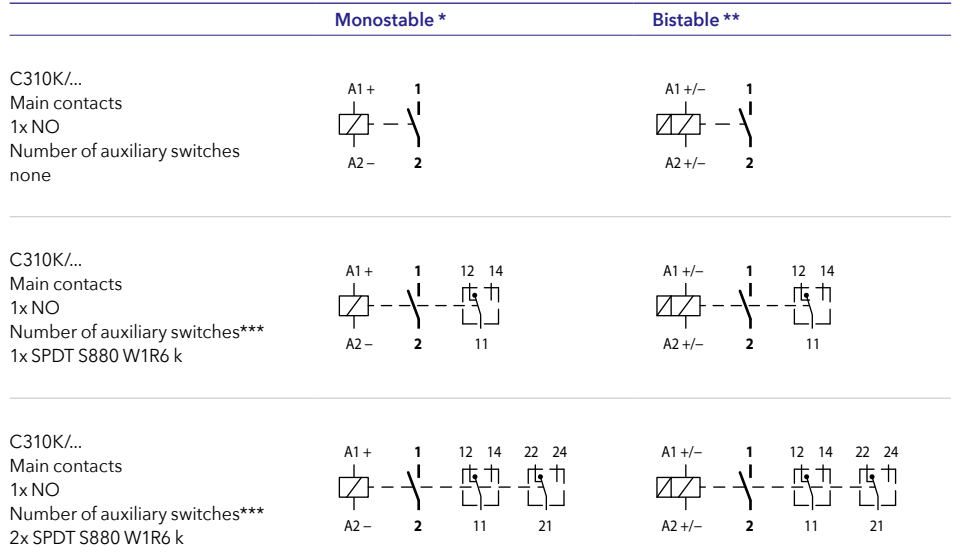 Monostable * Bistable **
C310K/...
Main contacts
1x NO
Number of auxiliary switches
none
A1 + 1 A1 +/– 1
A2 – 2 A2 +/– 2
C310K/...
Main contacts
1x NO
Number of auxiliary switches***
1x SPDT S880 W1R6 k
A1 + 1 12 14 A1 +/– 1 12 14
A2 – 2 11 A2 +/– 2 11
C310K/...
Main contacts
1x NO
Number of auxiliary switches***
2x SPDT S880 W1R6 k
A1 + 1 12 14 22 24 A1 +/– 1 12 14 22 24
A2 – 2 11 21 A2 +/– 2 11 21